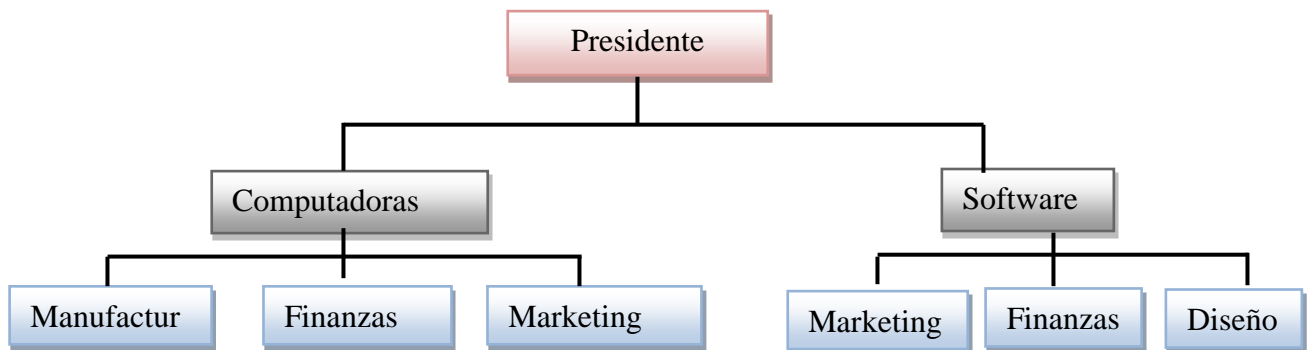 Presidente
Computadoras
Software
Manufactur
Finanzas
Marketing
Marketing
Finanzas
Diseño